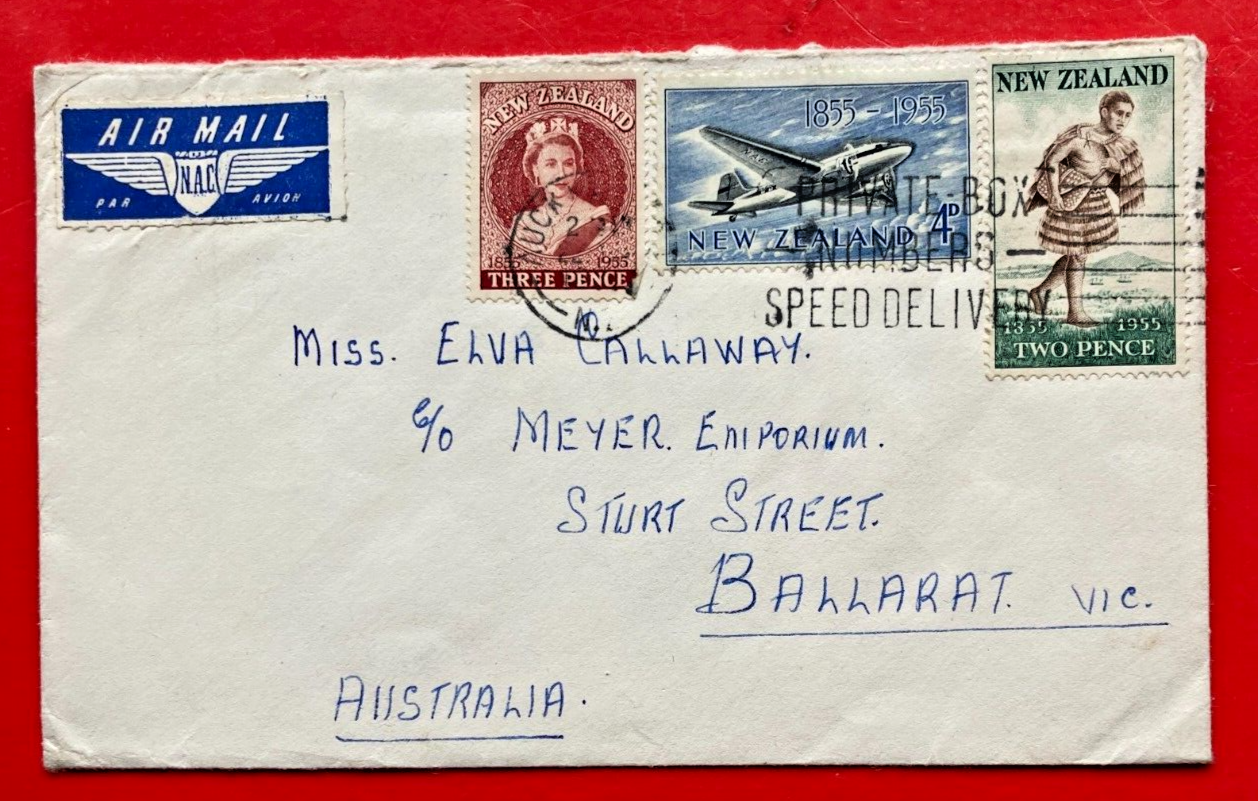 AIR MAIL
N.A.C.
PAR AVION
NEW ZEALAND
1855 1955
THREE PENCE
1855 - 1955
NAC
NEW ZEALAND 4D
NEW ZEALAND
1855 1955
TWO PENCE
PRIVATE-BOX
NUMBERS —
SPEED DELIVERY
MISS. ELVA CALLAWAY.
c/o MEYER. EMPORIUM.
STURT STREET.
BALLARAT. VIC.
AUSTRALIA.